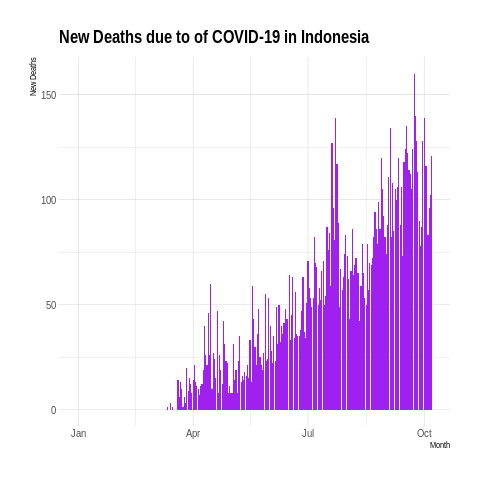 New Deaths due to of COVID-19 in Indonesia
New Deaths
150
100
50
0
Jan Apr Jul Oct
Month